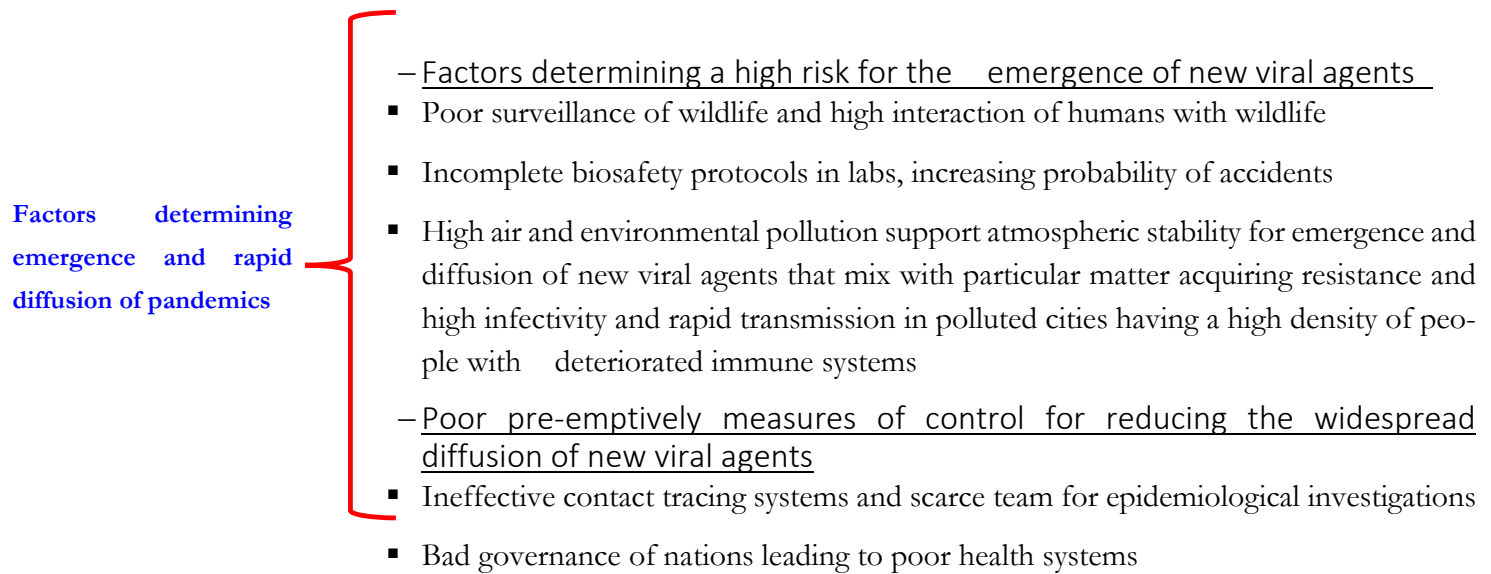 Factors determining
emergence and rapid
diffusion of pandemics
– Factors determining a high risk for the emergence of new viral agents
▪ Poor surveillance of wildlife and high interaction of humans with wildlife
▪ Incomplete biosafety protocols in labs, increasing probability of accidents
▪ High air and environmental pollution support atmospheric stability for emergence and
diffusion of new viral agents that mix with particular matter acquiring resistance and
high infectivity and rapid transmission in polluted cities having a high density of peo-
ple with deteriorated immune systems
– Poor pre-emptively measures of control for reducing the widespread
diffusion of new viral agents
▪ Ineffective contact tracing systems and scarce team for epidemiological investigations
▪ Bad governance of nations leading to poor health systems